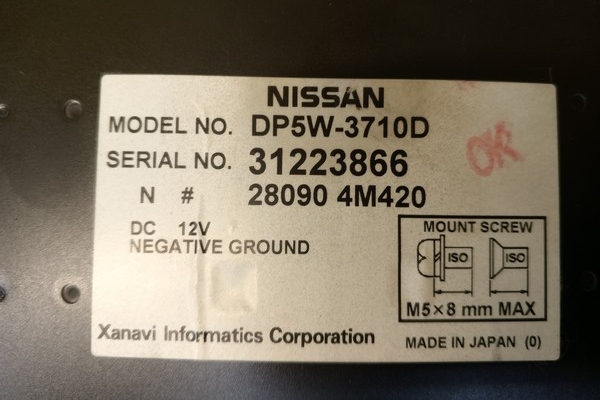 NISSAN
MODEL NO. DP5W-3710D
SERIAL NO. 31223866
N # 28090 4M420
OK
DC 12V
NEGATIVE GROUND
MOUNT SCREW
ISO ISO
M5×8 mm MAX
Xanavi Informatics Corporation
MADE IN JAPAN (0)